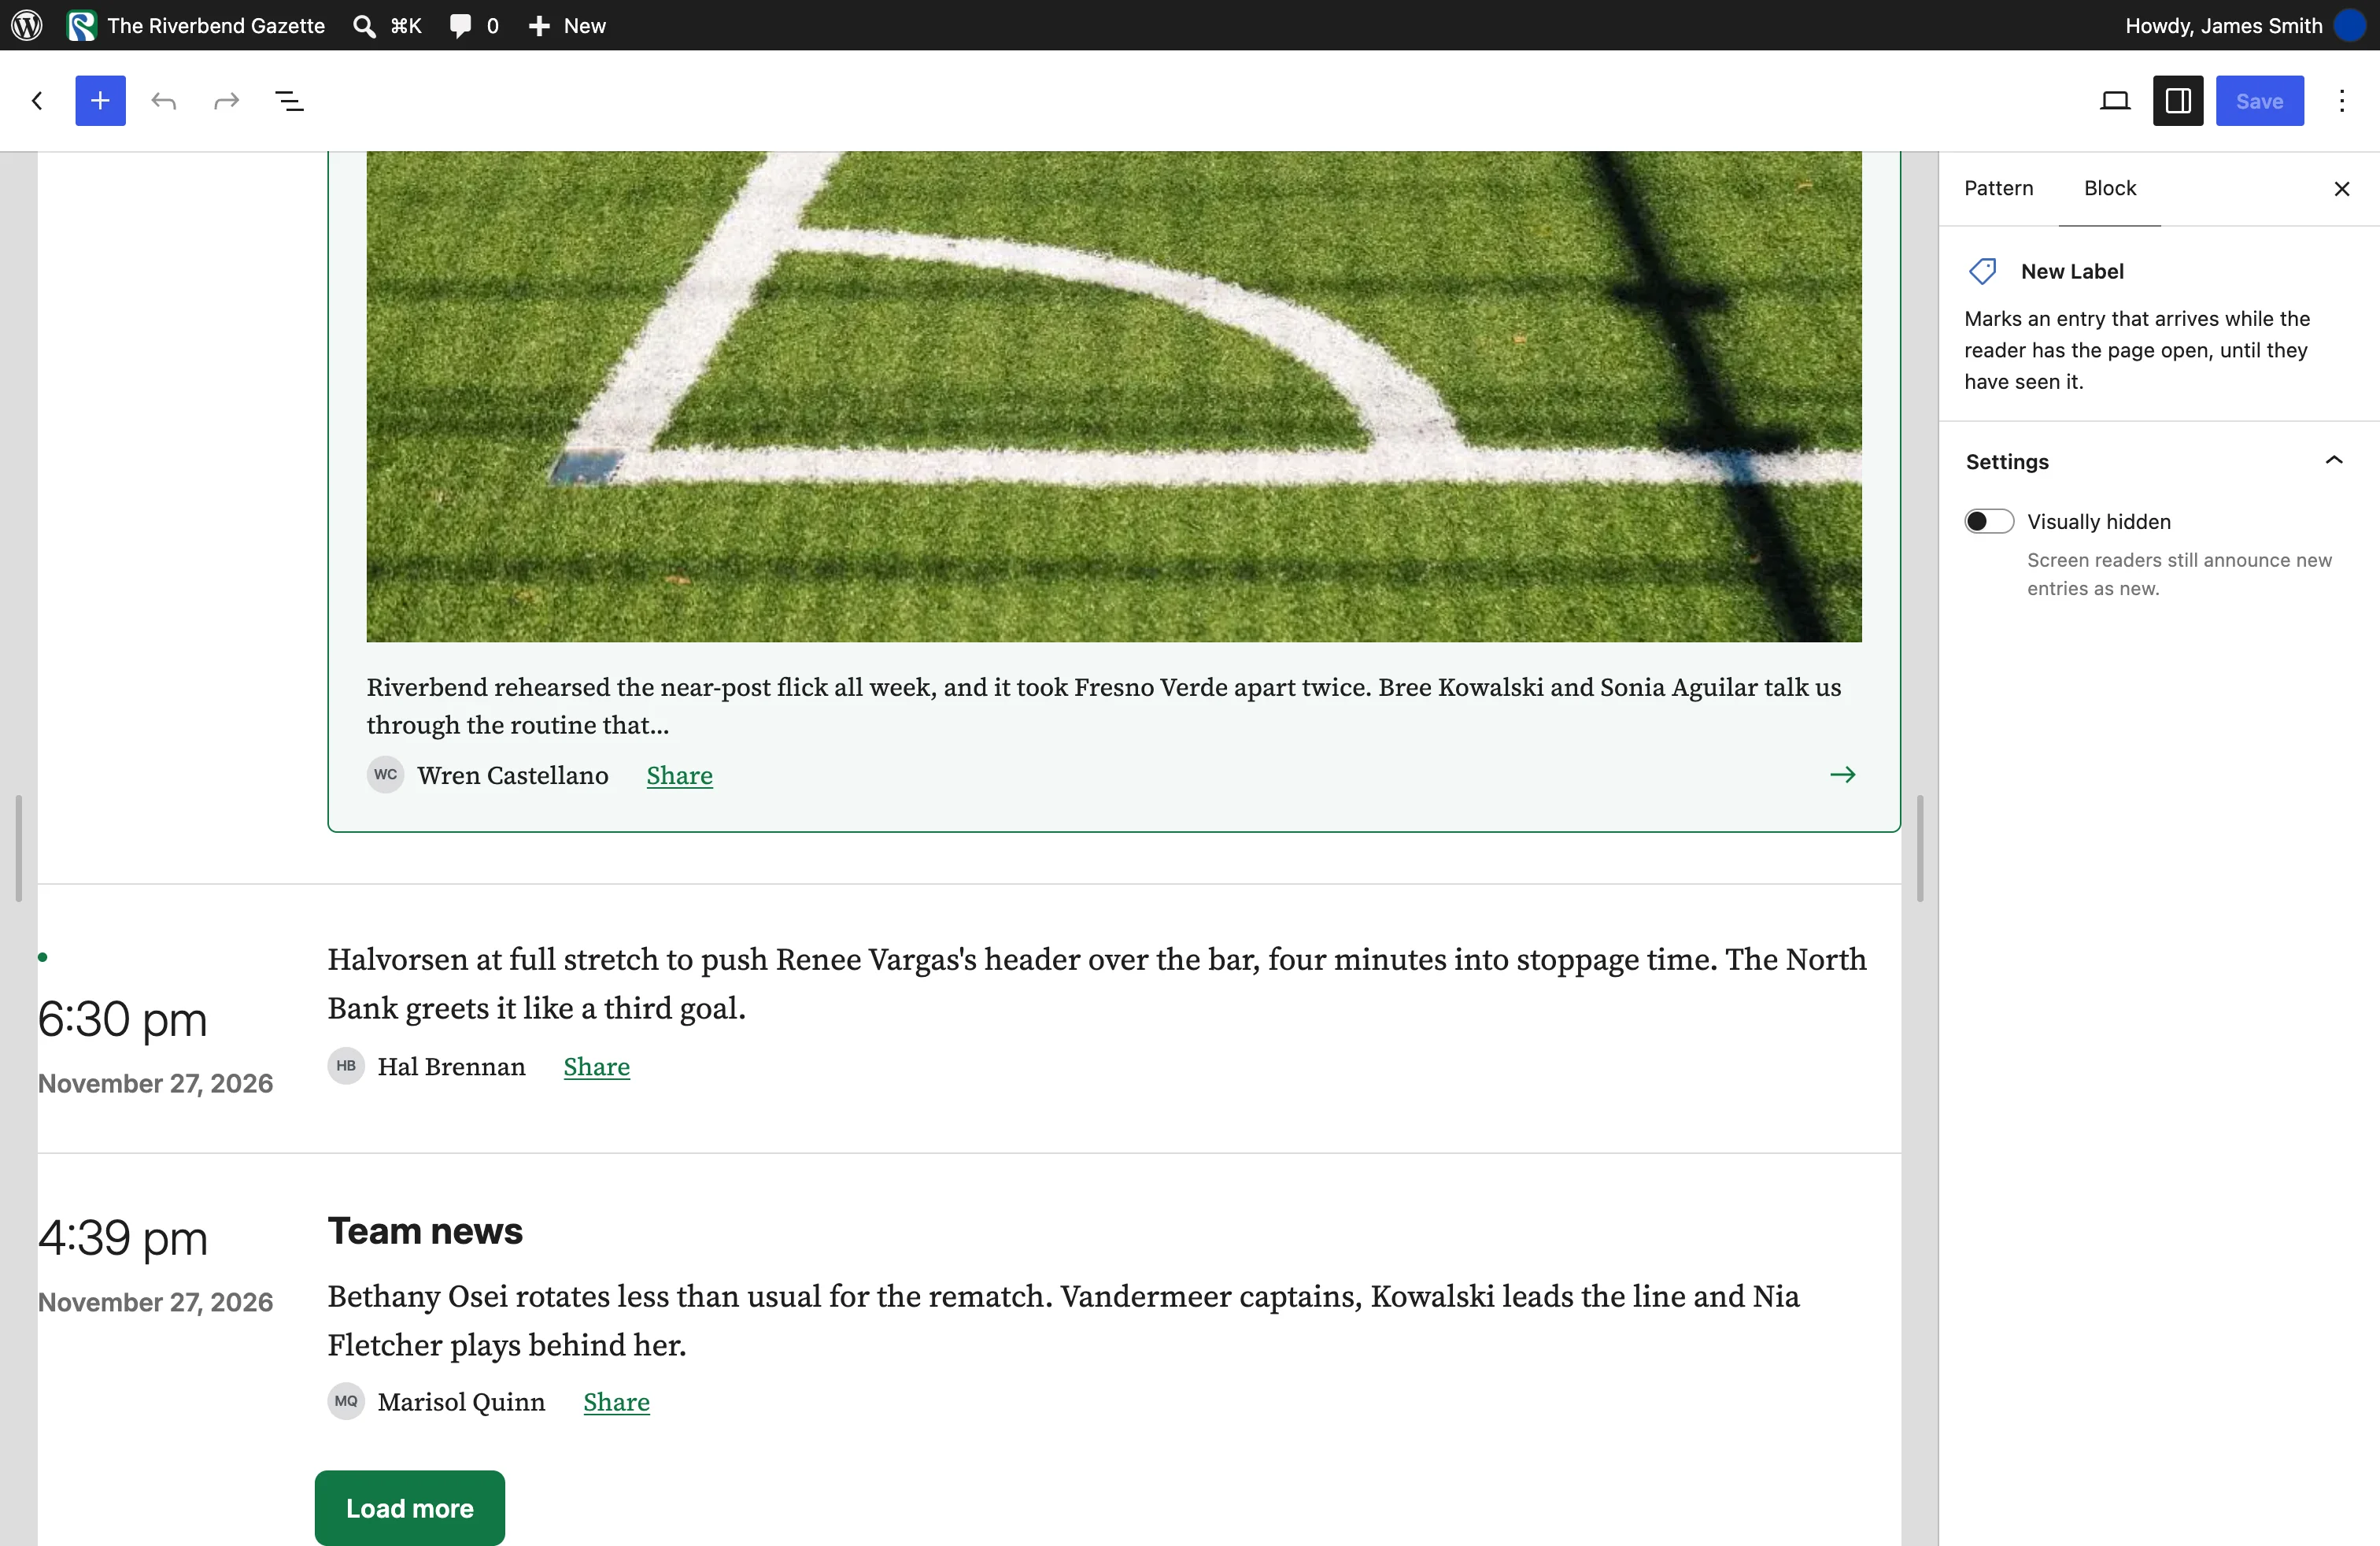 The Riverbend Gazette
⌘K
0
New
Howdy, James Smith
Save
Pattern
Block
New Label
Marks an entry that arrives while the
reader has the page open, until they
have seen it.
Settings
Visually hidden
Screen readers still announce new
entries as new.
Riverbend rehearsed the near-post flick all week, and it took Fresno Verde apart twice. Bree Kowalski and Sonia Aguilar talk us
through the routine that…
WC
Wren Castellano
Share
6:30 pm
November 27, 2026
Halvorsen at full stretch to push Renee Vargas's header over the bar, four minutes into stoppage time. The North
Bank greets it like a third goal.
HB
Hal Brennan
Share
4:39 pm
November 27, 2026
Team news
Bethany Osei rotates less than usual for the rematch. Vandermeer captains, Kowalski leads the line and Nia
Fletcher plays behind her.
MQ
Marisol Quinn
Share
Load more